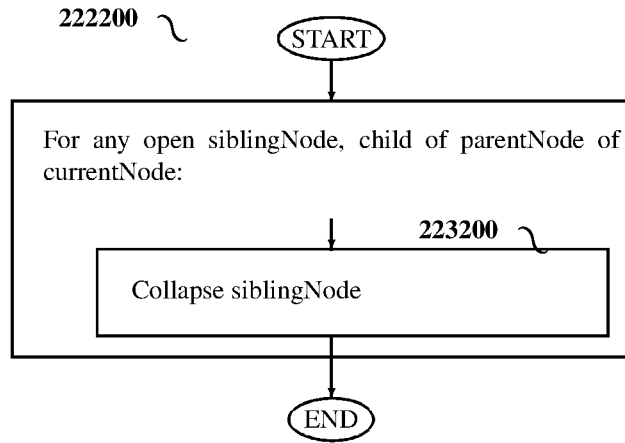 222200
START
For any open siblingNode, child of parentNode of
currentNode:
223200
Collapse siblingNode
END